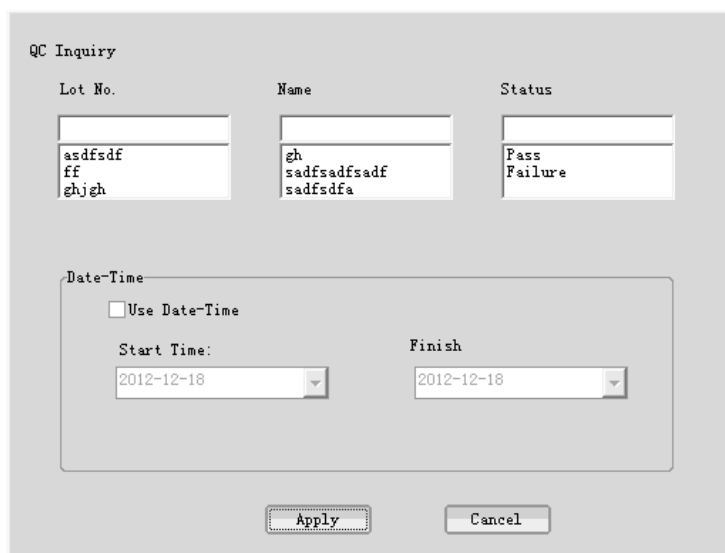 QC Inquiry
Lot No. Name Status
asdfsdf gh Pass
ff sadfsadfsadf Failure
ghjgh sadfsdfa
Date-Time
Use Date-Time
Start Time: Finish
2012-12-18 2012-12-18
Apply Cancel